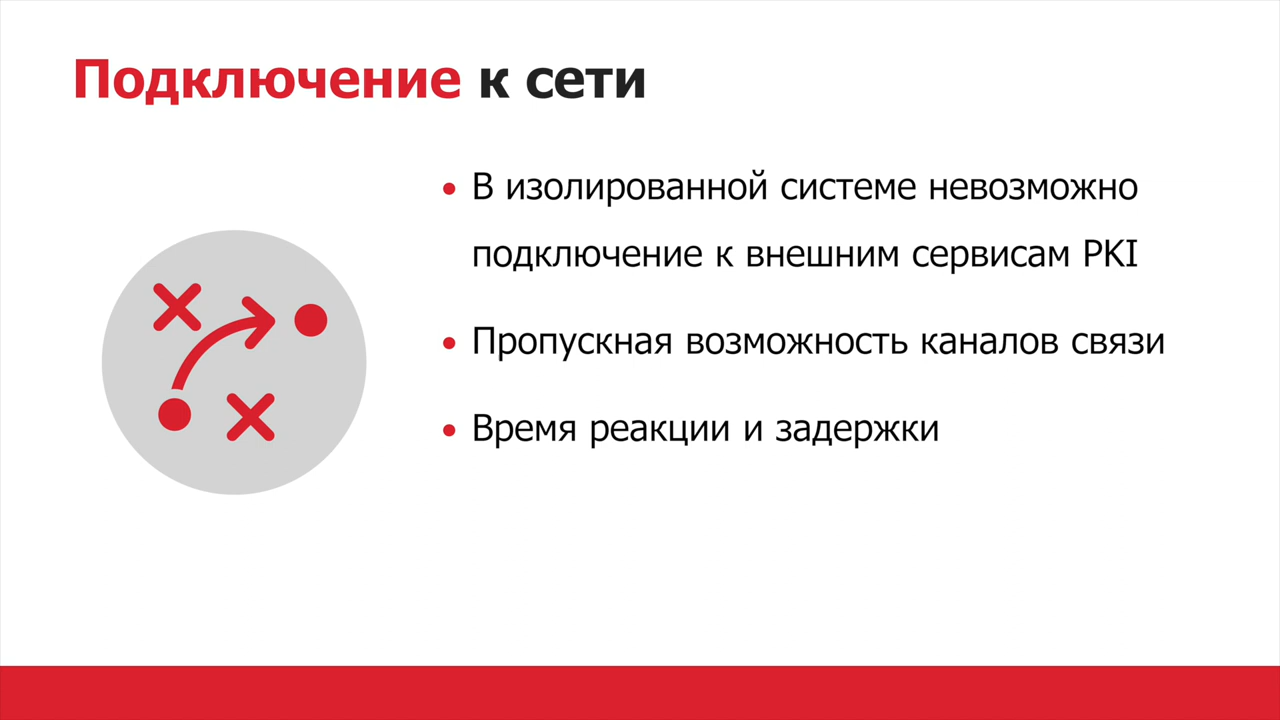 Подключение к сети
• В изолированной системе невозможно
подключение к внешним сервисам PKI
• Пропускная возможность каналов связи
• Время реакции и задержки